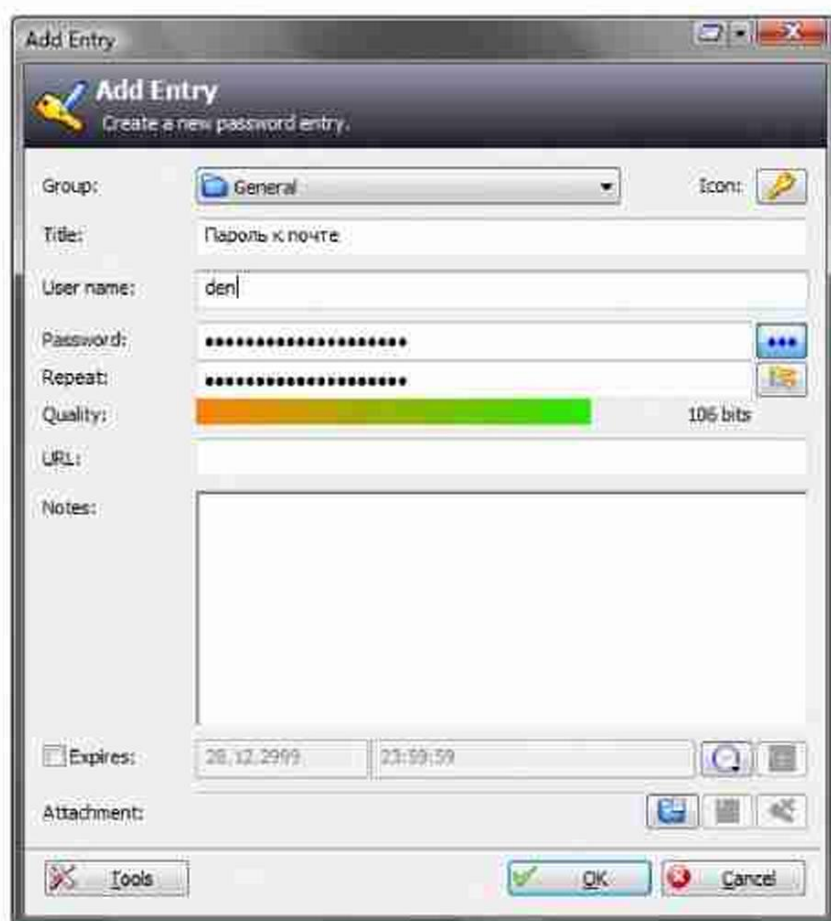 Add Entry
Add Entry
Create a new password entry.
Group: General Icon:
Title: Пароль к почте
User name: den
Password: ••••••••••••••••••••
Repeat: ••••••••••••••••••••
Quality: 106 bits
URL:
Notes:
Expires: 28.12.2999 23:59:59
Attachment:
Tools OK Cancel